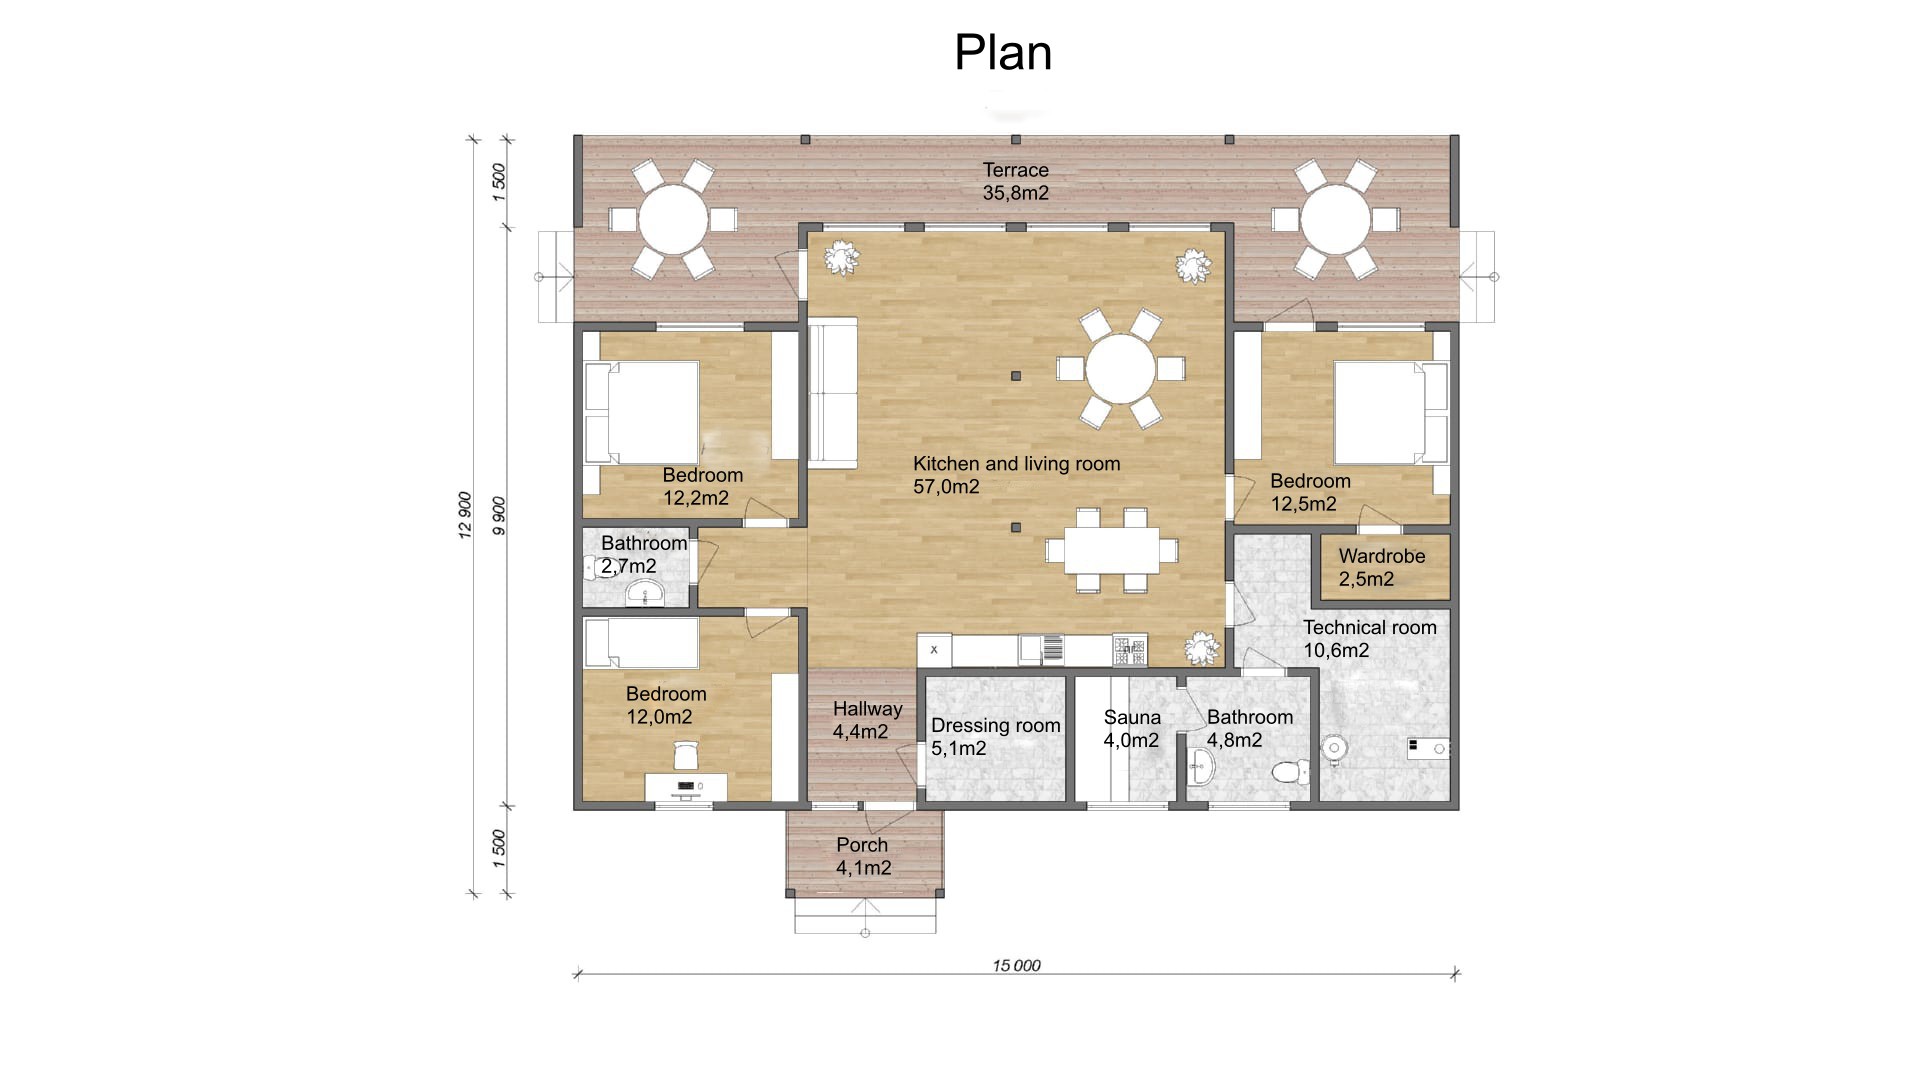 Plan
Terrace
35,8m2
1 500
Kitchen and living room
57,0m2
Bedroom
12,2m2
Bedroom
12,5m2
12 900
9 900
Bathroom
2,7m2
Wardrobe
2,5m2
Technical room
10,6m2
X
Bedroom
12,0m2
Hallway
4,4m2
Dressing room
5,1m2
Sauna
4,0m2
Bathroom
4,8m2
1 500
Porch
4,1m2
15 000